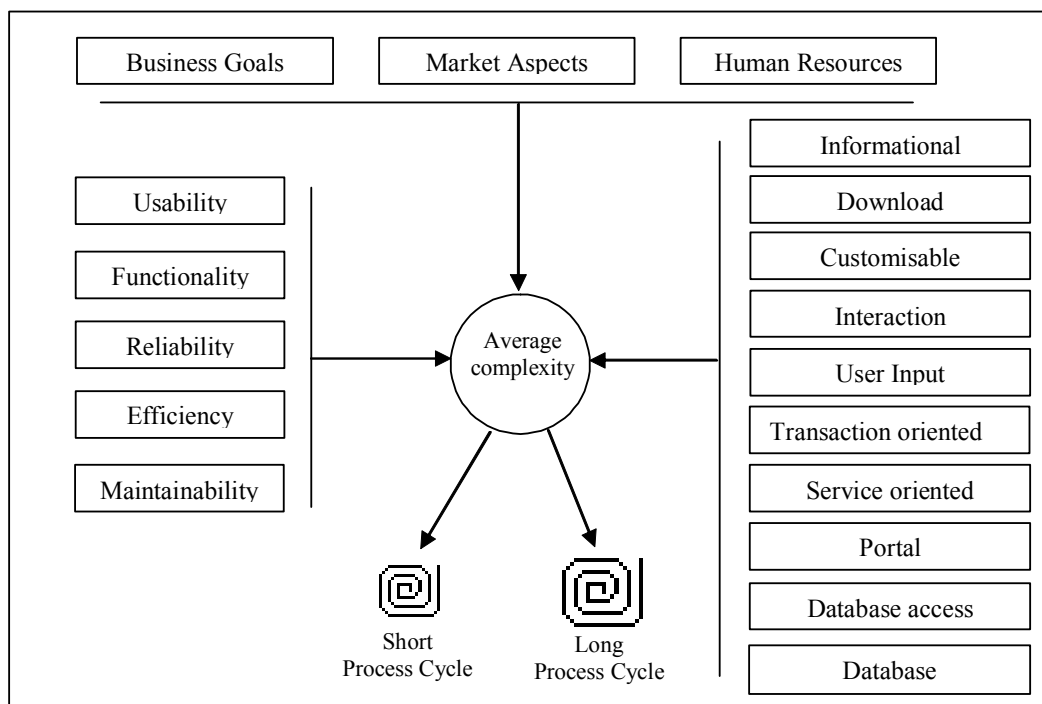 Business Goals
Market Aspects
Human Resources
Usability
Functionality
Reliability
Efficiency
Maintainability
Average
complexity
Informational
Download
Customisable
Interaction
User Input
Transaction oriented
Service oriented
Portal
Database access
Database
Short
Process Cycle
Long
Process Cycle